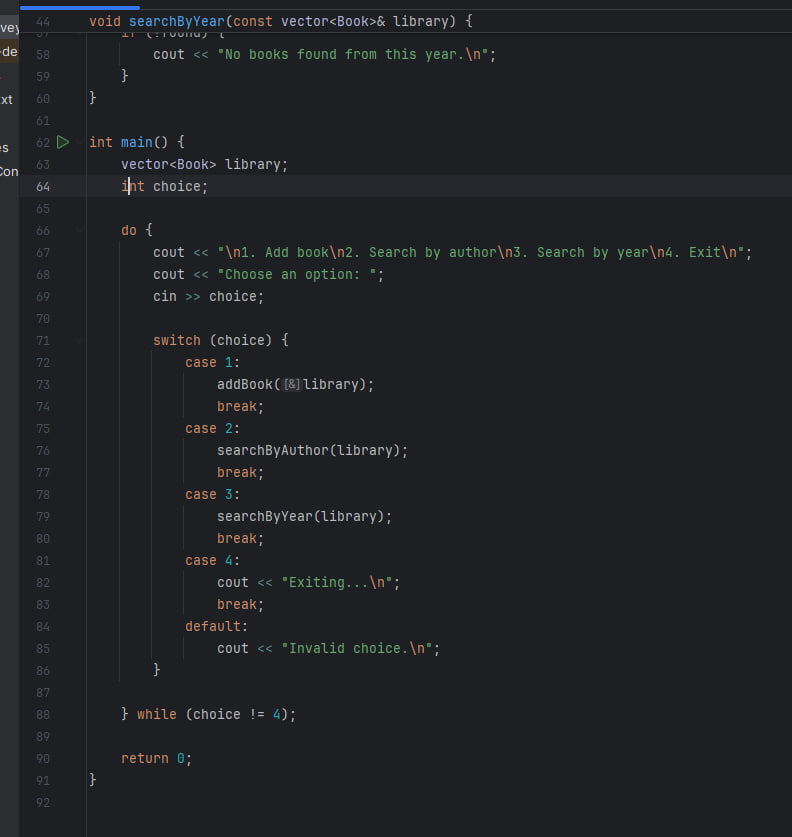 44 void searchByYear(const vector<Book>& library) {
58 cout << "No books found from this year.\n";
59 }
60 }
61
62 int main() {
63 vector<Book> library;
64 int choice;
65
66 do {
67 cout << "\n1. Add book\n2. Search by author\n3. Search by year\n4. Exit\n";
68 cout << "Choose an option: ";
69 cin >> choice;
70
71 switch (choice) {
72 case 1:
73 addBook([&]library);
74 break;
75 case 2:
76 searchByAuthor(library);
77 break;
78 case 3:
79 searchByYear(library);
80 break;
81 case 4:
82 cout << "Exiting...\n";
83 break;
84 default:
85 cout << "Invalid choice.\n";
86 }
87
88 } while (choice != 4);
89
90 return 0;
91 }
92
vey
-de
xt
es
Con